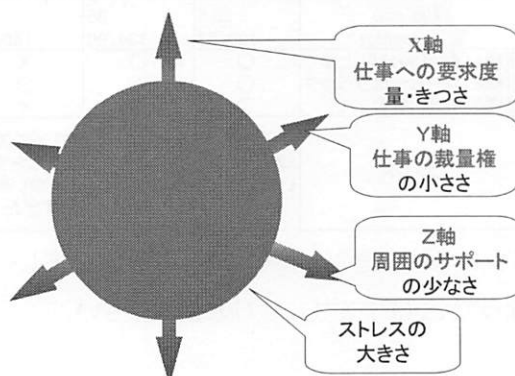 X軸
仕事への要求度
量・きつさ
Y軸
仕事の裁量権
の小ささ
Z軸
周囲のサポート
の少なさ
ストレスの
大きさ